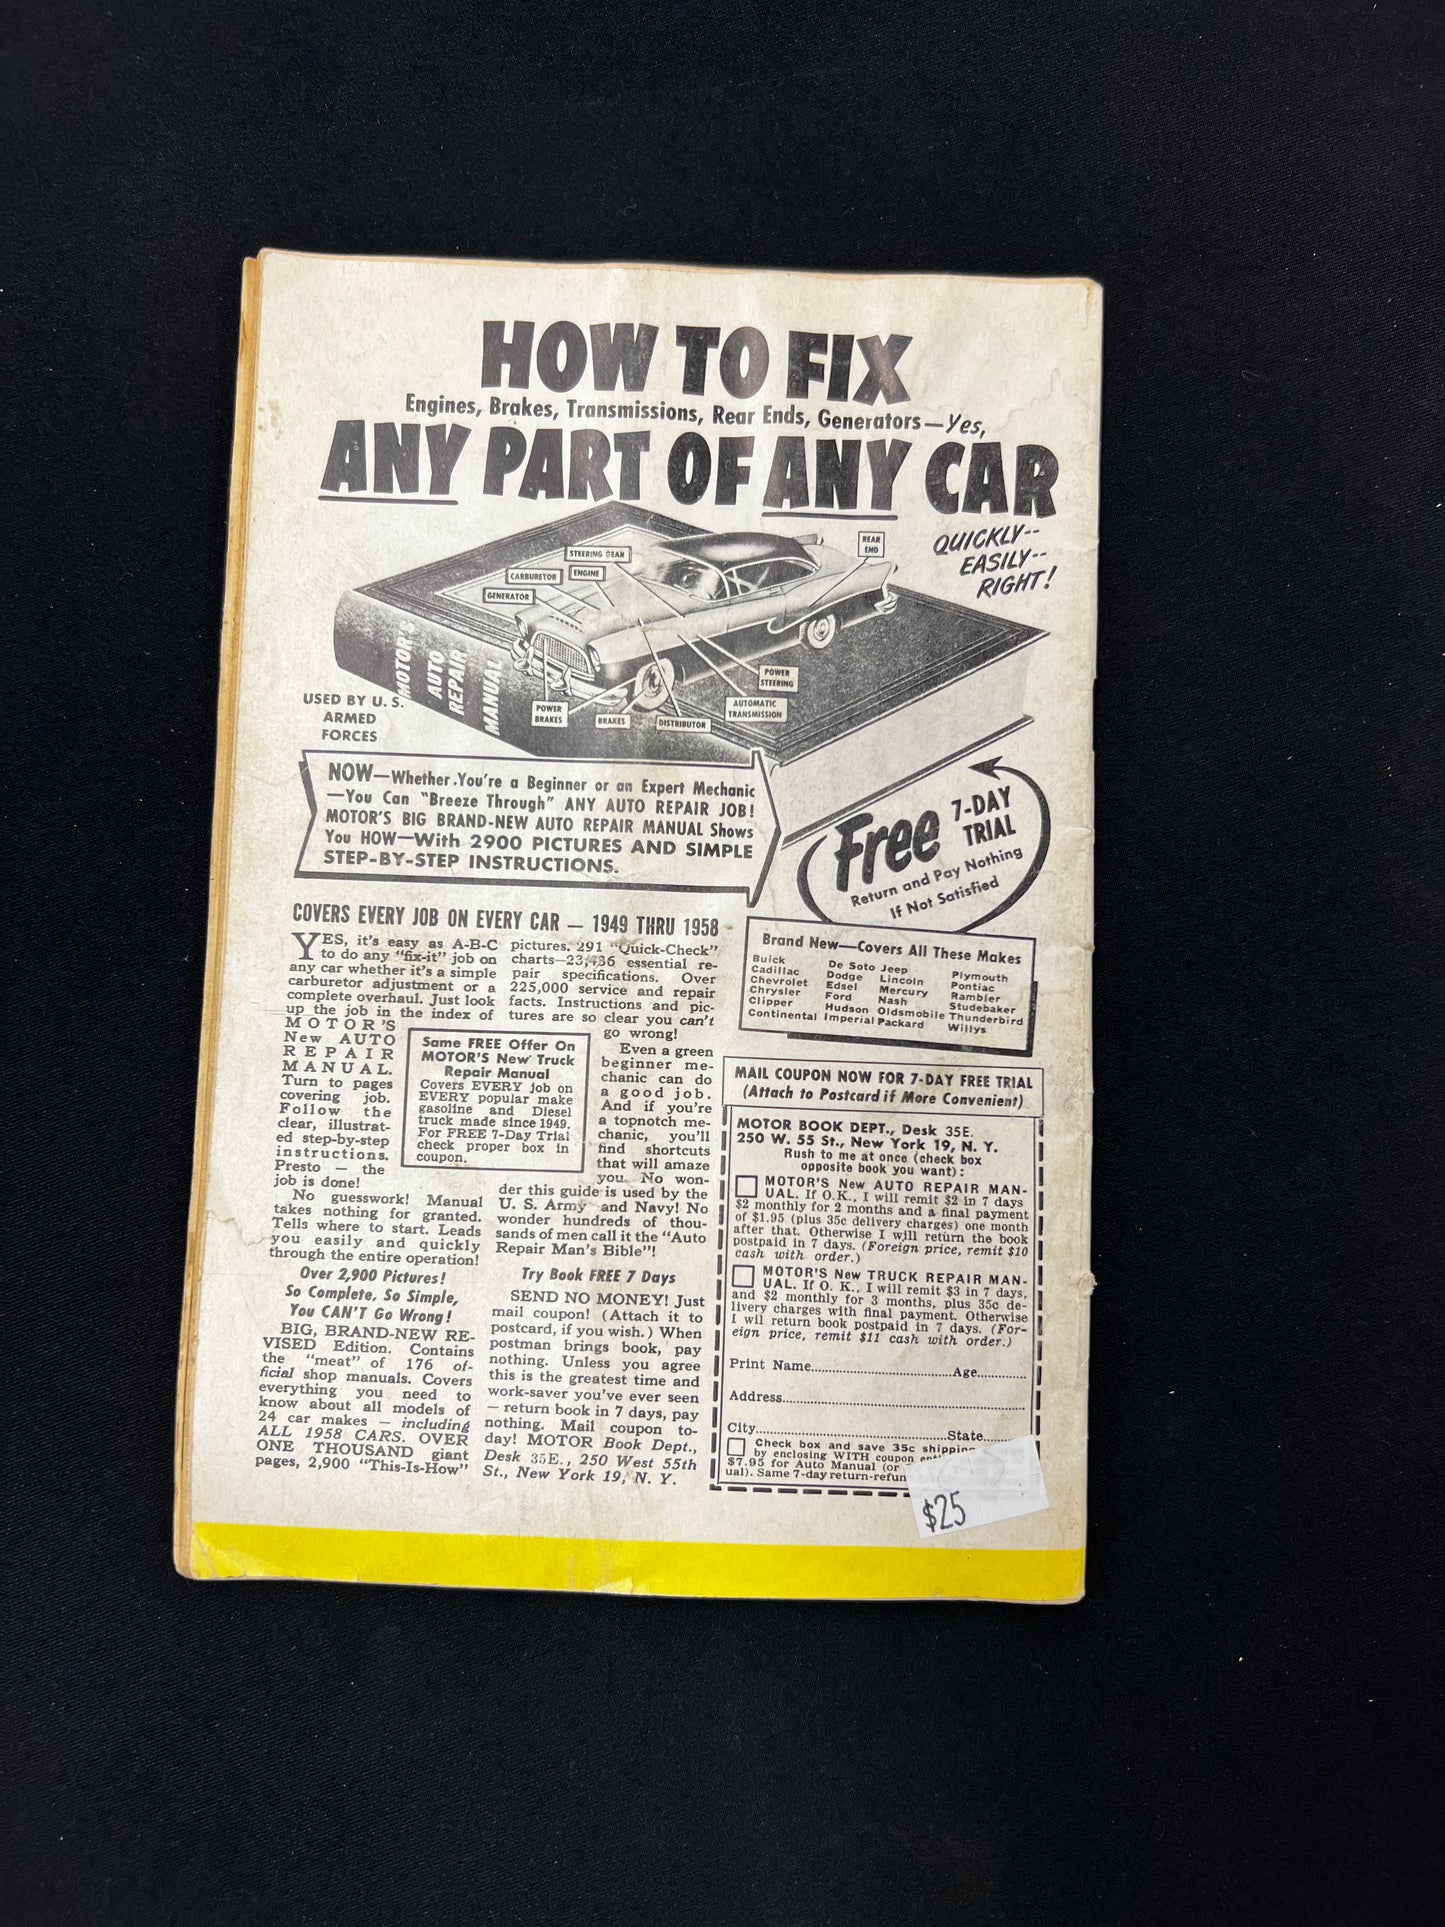 HOW TO FIX
Engines, Brakes, Transmissions, Rear Ends, Generators—Yes,
ANY PART OF ANY CAR
QUICKLY--
EASILY--
RIGHT!
REAR
END
STEERING GEAR
CARBURETOR
ENGINE
GENERATOR
MOTOR'S
AUTO
REPAIR
MANUAL
POWER
STEERING
AUTOMATIC
TRANSMISSION
POWER
BRAKES
BRAKES
DISTRIBUTOR
USED BY U. S.
ARMED
FORCES
NOW—Whether You're a Beginner or an Expert Mechanic
—You Can "Breeze Through" ANY AUTO REPAIR JOB!
MOTOR'S BIG BRAND-NEW AUTO REPAIR MANUAL Shows
You HOW—With 2900 PICTURES AND SIMPLE
STEP-BY-STEP INSTRUCTIONS.
Free 7-DAY
TRIAL
Return and Pay Nothing
If Not Satisfied
COVERS EVERY JOB ON EVERY CAR — 1949 THRU 1958
YES, it's easy as A-B-C
to do any "fix-it" job on
any car whether it's a simple
carburetor adjustment or a
complete overhaul. Just look
up the job in the index of
MOTOR'S
New AUTO
REPAIR
MANUAL.
Turn to pages
covering job.
Follow the
clear, illustrat-
ed step-by-step
instructions.
Presto — the
job is done!
No guesswork! Manual
takes nothing for granted.
Tells where to start. Leads
you easily and quickly
through the entire operation!
Over 2,900 Pictures!
So Complete, So Simple,
You CAN'T Go Wrong!
BIG, BRAND-NEW RE-
VISED Edition. Contains
the "meat" of 176 of-
ficial shop manuals. Covers
everything you need to
know about all models of
24 car makes — including
ALL 1958 CARS. OVER
ONE THOUSAND giant
pages, 2,900 "This-Is-How"
pictures. 291 "Quick-Check"
charts—23,436 essential re-
pair specifications. Over
225,000 service and repair
facts. Instructions and pic-
tures are so clear you can't
go wrong!
Even a green
beginner me-
chanic can do
a good job.
And if you're
a topnotch me-
chanic, you'll
find shortcuts
that will amaze
you. No won-
der this guide is used by the
U. S. Army and Navy! No
wonder hundreds of thou-
sands of men call it the "Auto
Repair Man's Bible"!
Try Book FREE 7 Days
SEND NO MONEY! Just
mail coupon! (Attach it to
postcard, if you wish.) When
postman brings book, pay
nothing. Unless you agree
this is the greatest time and
work-saver you've ever seen
— return book in 7 days, pay
nothing. Mail coupon to-
day! MOTOR Book Dept.,
Desk 35E., 250 West 55th
St., New York 19, N. Y.
Same FREE Offer On
MOTOR'S New Truck
Repair Manual
Covers EVERY job on
EVERY popular make
gasoline and Diesel
truck made since 1949.
For FREE 7-Day Trial
check proper box in
coupon.
Brand New—Covers All These Makes
Buick De Soto Jeep Plymouth
Cadillac Dodge Lincoln Pontiac
Chevrolet Edsel Mercury Rambler
Chrysler Ford Nash Studebaker
Clipper Hudson Oldsmobile Thunderbird
Continental Imperial Packard Willys
MAIL COUPON NOW FOR 7-DAY FREE TRIAL
(Attach to Postcard if More Convenient)
MOTOR BOOK DEPT., Desk 35E.
250 W. 55 St., New York 19, N. Y.
Rush to me at once (check box
opposite book you want):
MOTOR'S New AUTO REPAIR MAN-
UAL. If O.K., I will remit $2 in 7 days
$2 monthly for 2 months and a final payment
of $1.95 (plus 35c delivery charges) one month
after that. Otherwise I will return the book
postpaid in 7 days. (Foreign price, remit $10
cash with order.)
MOTOR'S New TRUCK REPAIR MAN-
UAL. If O. K., I will remit $3 in 7 days,
and $2 monthly for 3 months, plus 35c de-
livery charges with final payment. Otherwise
I wil return book postpaid in 7 days. (For-
eign price, remit $11 cash with order.)
Print Name..........Age..........
Address..........
City..........State..........
Check box and save 35c shipping
by enclosing WITH coupon
$7.95 for Auto Manual (or
ual). Same 7-day return-refun
$25